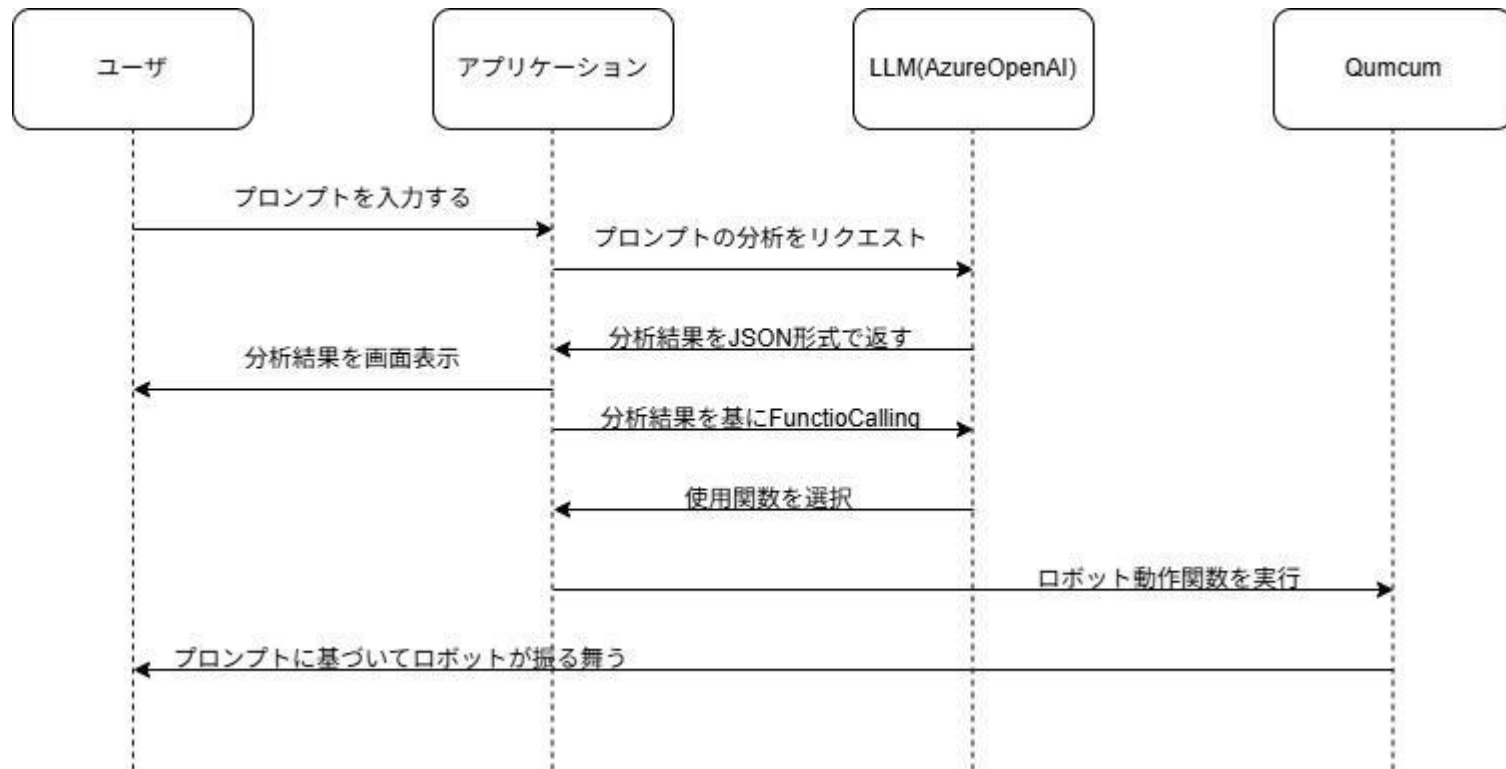 ユーザ
アプリケーション
LLM(AzureOpenAI)
Qumcum
プロンプトを入力する
プロンプトの分析をリクエスト
分析結果をJSON形式で返す
分析結果を画面表示
分析結果を基にFunctioCalling
使用関数を選択
ロボット動作関数を実行
プロンプトに基づいてロボットが振る舞う